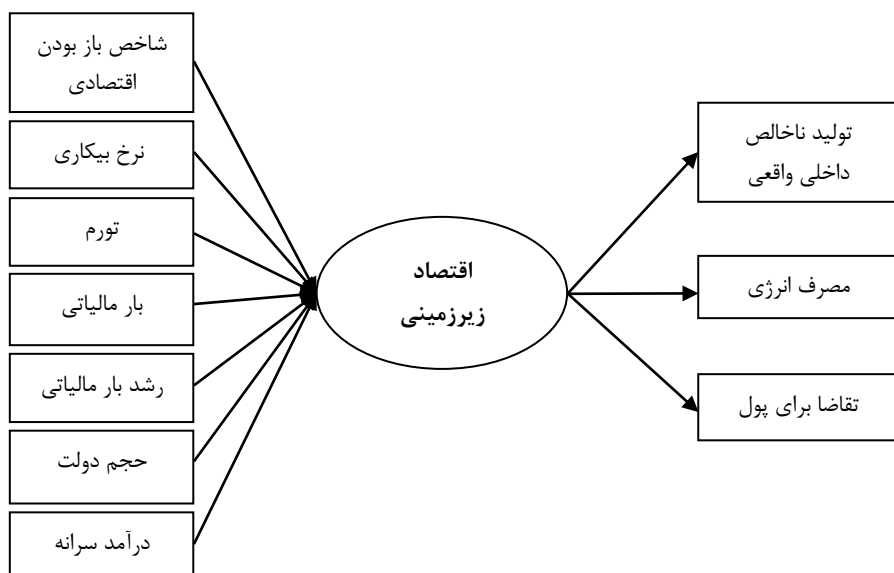 شاخص باز بودن
اقتصادی
نرخ بیکاری
تورم
بار مالیاتی
رشد بار مالیاتی
حجم دولت
درآمد سرانه
اقتصاد
زیرزمینی
تولید ناخالص
داخلی واقعی
مصرف انرژی
تقاضا برای پول